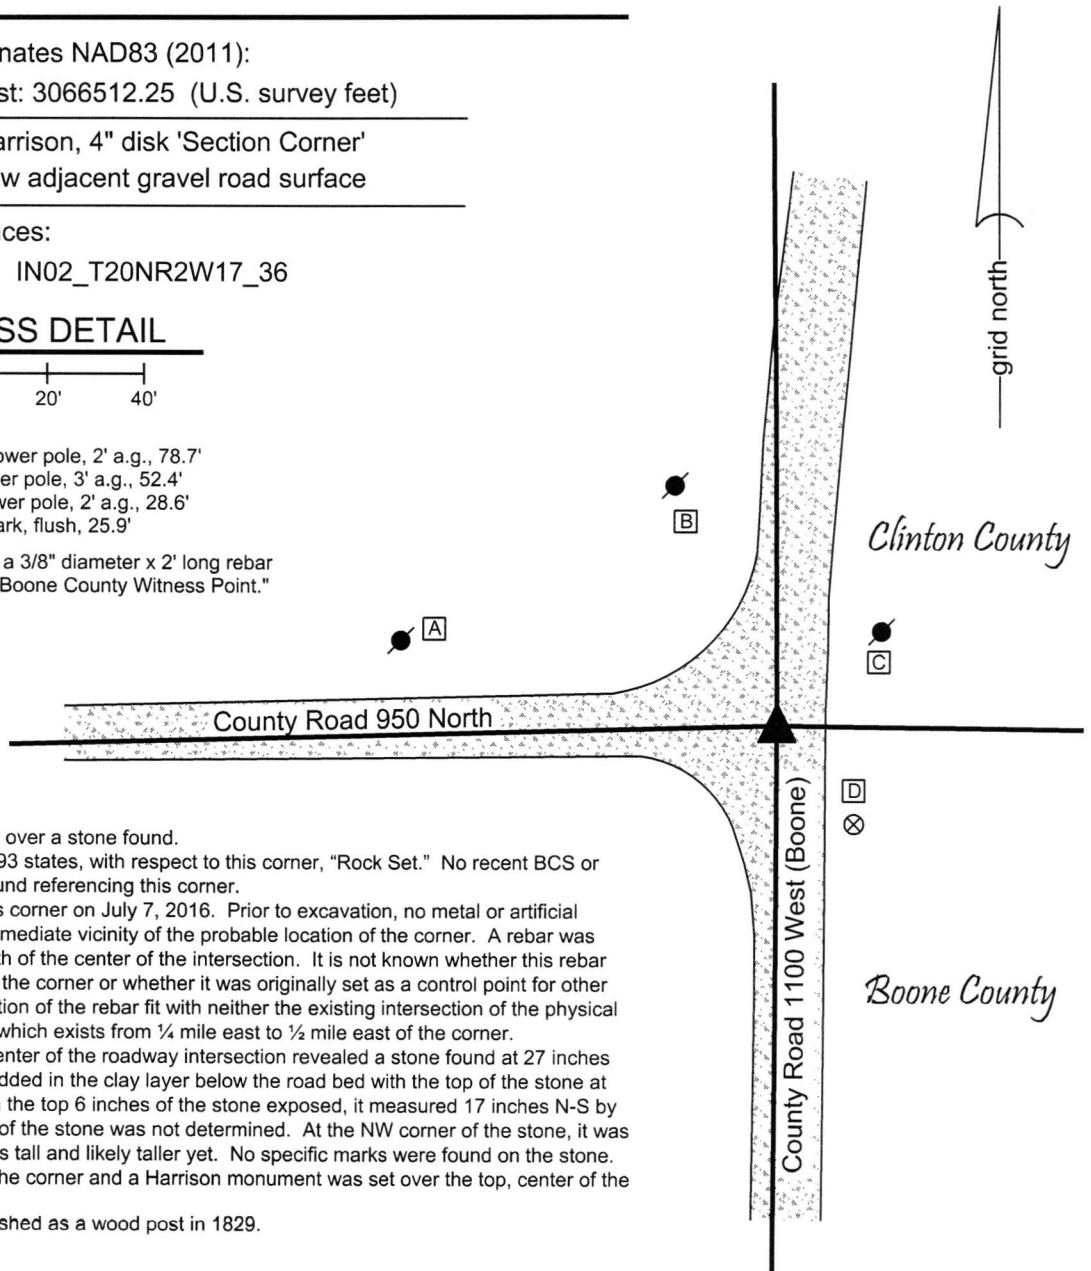 nates NAD83 (2011):
st: 3066512.25 (U.S. survey feet)
arrison, 4" disk 'Section Corner'
w adjacent gravel road surface
nces:
IN02_T20NR2W17_36
SS DETAIL
20' 40'
ower pole, 2' a.g., 78.7'
er pole, 3' a.g., 52.4'
wer pole, 2' a.g., 28.6'
ark, flush, 25.9'
a 3/8" diameter x 2' long rebar
Boone County Witness Point."
grid north
B
Clinton County
A
C
County Road 950 North
D
County Road 1100 West (Boone)
Boone County
over a stone found.
93 states, with respect to this corner, “Rock Set.” No recent BCS or
und referencing this corner.
s corner on July 7, 2016. Prior to excavation, no metal or artificial
mediate vicinity of the probable location of the corner. A rebar was
th of the center of the intersection. It is not known whether this rebar
the corner or whether it was originally set as a control point for other
tion of the rebar fit with neither the existing intersection of the physical
which exists from ¼ mile east to ½ mile east of the corner.
enter of the roadway intersection revealed a stone found at 27 inches
dded in the clay layer below the road bed with the top of the stone at
the top 6 inches of the stone exposed, it measured 17 inches N-S by
of the stone was not determined. At the NW corner of the stone, it was
s tall and likely taller yet. No specific marks were found on the stone.
he corner and a Harrison monument was set over the top, center of the
shed as a wood post in 1829.